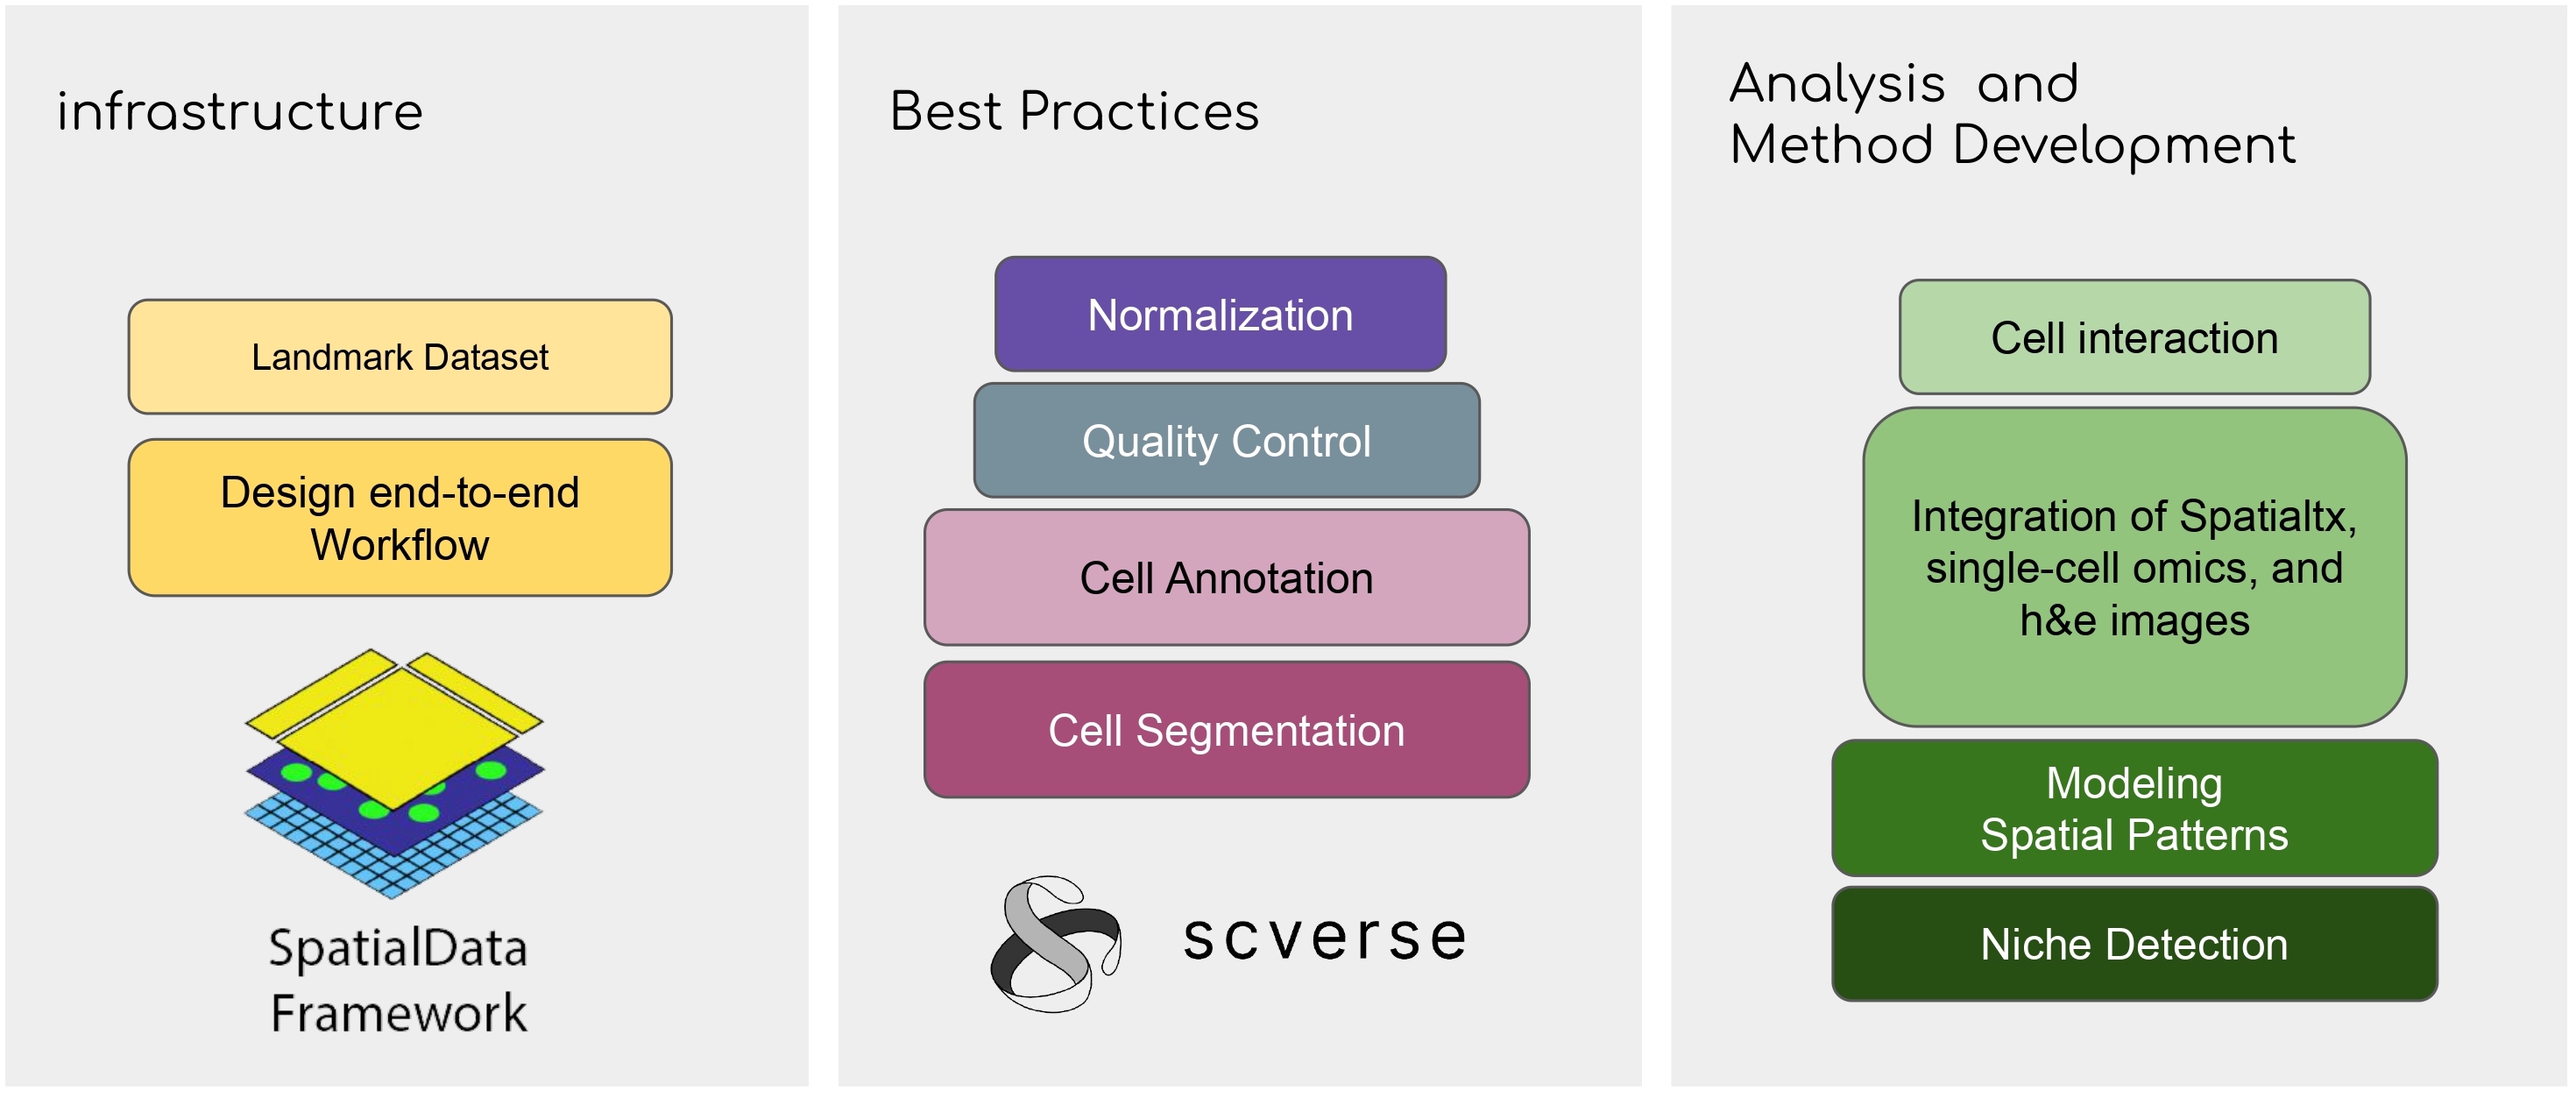 infrastructure
Landmark Dataset
Design end-to-end
Workflow
SpatialData
Framework
Best Practices
Normalization
Quality Control
Cell Annotation
Cell Segmentation
scverse
Analysis and
Method Development
Cell interaction
Integration of Spatialtx,
single-cell omics, and
h&e images
Modeling
Spatial Patterns
Niche Detection